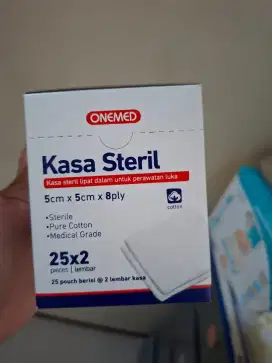 ONEMED
Kasa Steril
Kasa steril lipat dalam untuk perawatan luka
5cm x 5cm x 8ply
•Sterile
•Pure Cotton
•Medical Grade
cotton
25x2
pieces | lembar
25 pouch berisi @ 2 lembar kasa